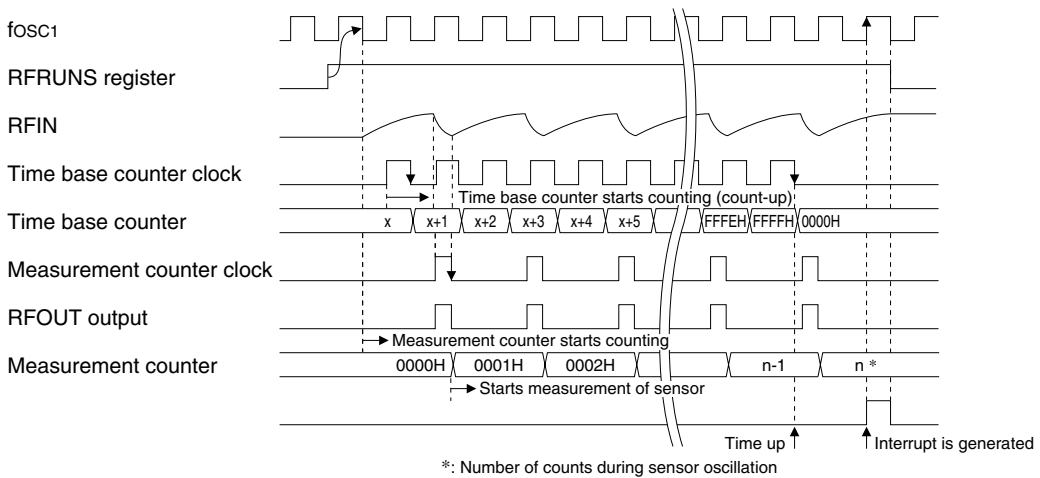 fOSC1
RFRUNS register
RFIN
Time base counter clock
Time base counter starts counting (count-up)
Time base counter x x+1 x+2 x+3 x+4 x+5 FFFEH FFFFH 0000H
Measurement counter clock
RFOUT output
Measurement counter starts counting
Measurement counter 0000H 0001H 0002H n-1 n *
Starts measurement of sensor
Time up Interrupt is generated
*: Number of counts during sensor oscillation